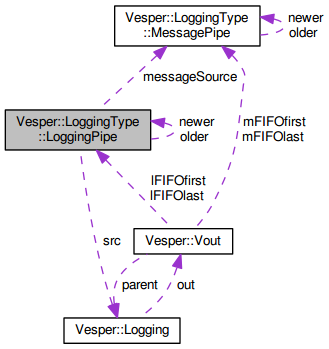 Vesper::LoggingType
::MessagePipe
newer
older
messageSource
Vesper::LoggingType
::LoggingPipe
newer
older
mFIFOfirst
mFIFOlast
lFIFOfirst
lFIFOlast
src
Vesper::Vout
parent
out
Vesper::Logging